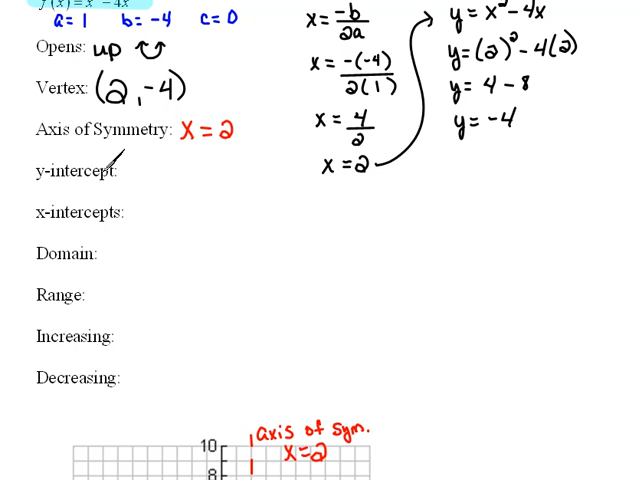 f(x) = x² − 4x
a = 1 b = −4 c = 0
Opens: up
Vertex: (2, −4)
Axis of Symmetry: x = 2
y-intercept:
x-intercepts:
Domain:
Range:
Increasing:
Decreasing:
x = −b/2a
x = −(−4)/2(1)
x = 4/2
x = 2
y = x² − 4x
y = (2)² − 4(2)
y = 4 − 8
y = −4
axis of sym.
x = 2
10
8